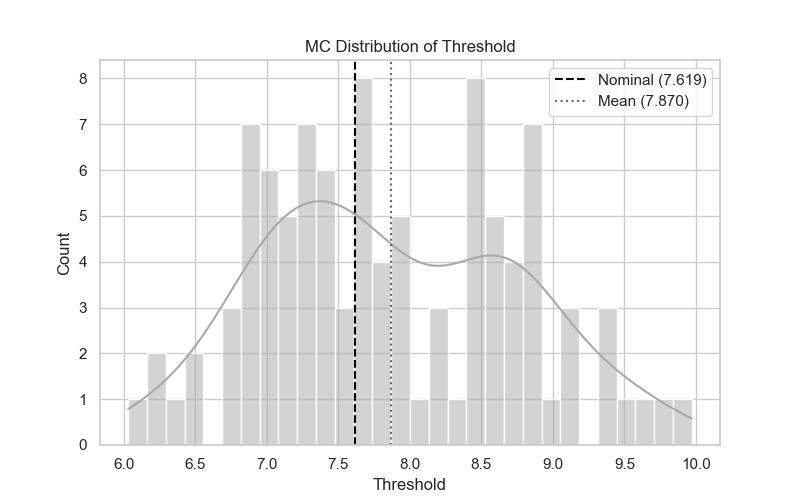 MC Distribution of Threshold
Nominal (7.619)
Mean (7.870)
8
7
6
5
4
3
2
1
0
Count
6.0 6.5 7.0 7.5 8.0 8.5 9.0 9.5 10.0
Threshold